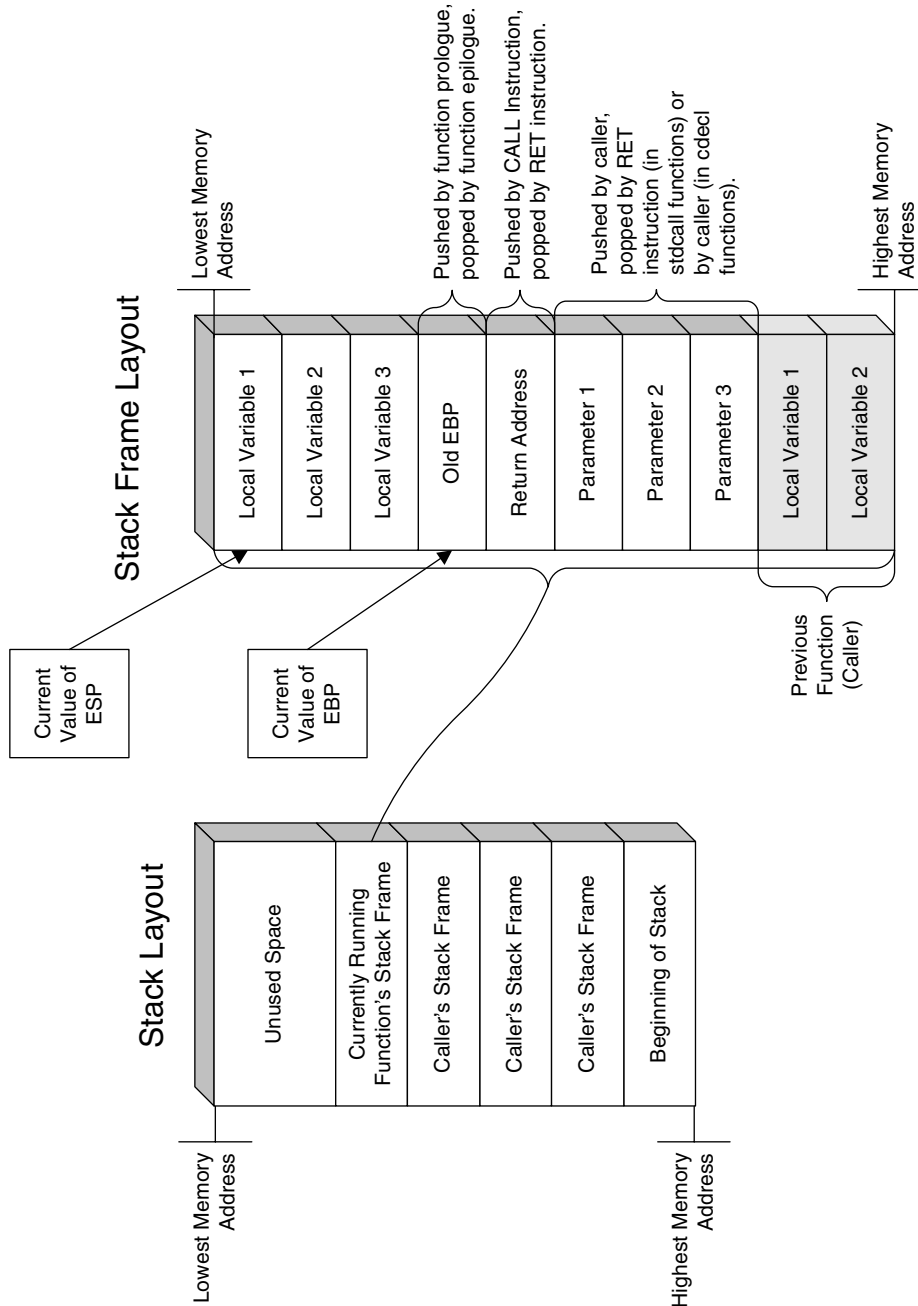 Stack Layout
Lowest Memory
Address
Unused Space
Currently Running
Function's Stack Frame
Caller's Stack Frame
Caller's Stack Frame
Caller's Stack Frame
Beginning of Stack
Highest Memory
Address
Stack Frame Layout
Current
Value of
ESP
Current
Value of
EBP
Lowest Memory
Address
Local Variable 1
Local Variable 2
Local Variable 3
Old EBP
Pushed by function prologue,
popped by function epilogue.
Return Address
Pushed by CALL Instruction,
popped by RET instruction.
Parameter 1
Parameter 2
Parameter 3
Pushed by caller,
popped by RET
instruction (in
stdcall functions) or
by caller (in cdecl
functions).
Local Variable 1
Local Variable 2
Previous
Function
(Caller)
Highest Memory
Address